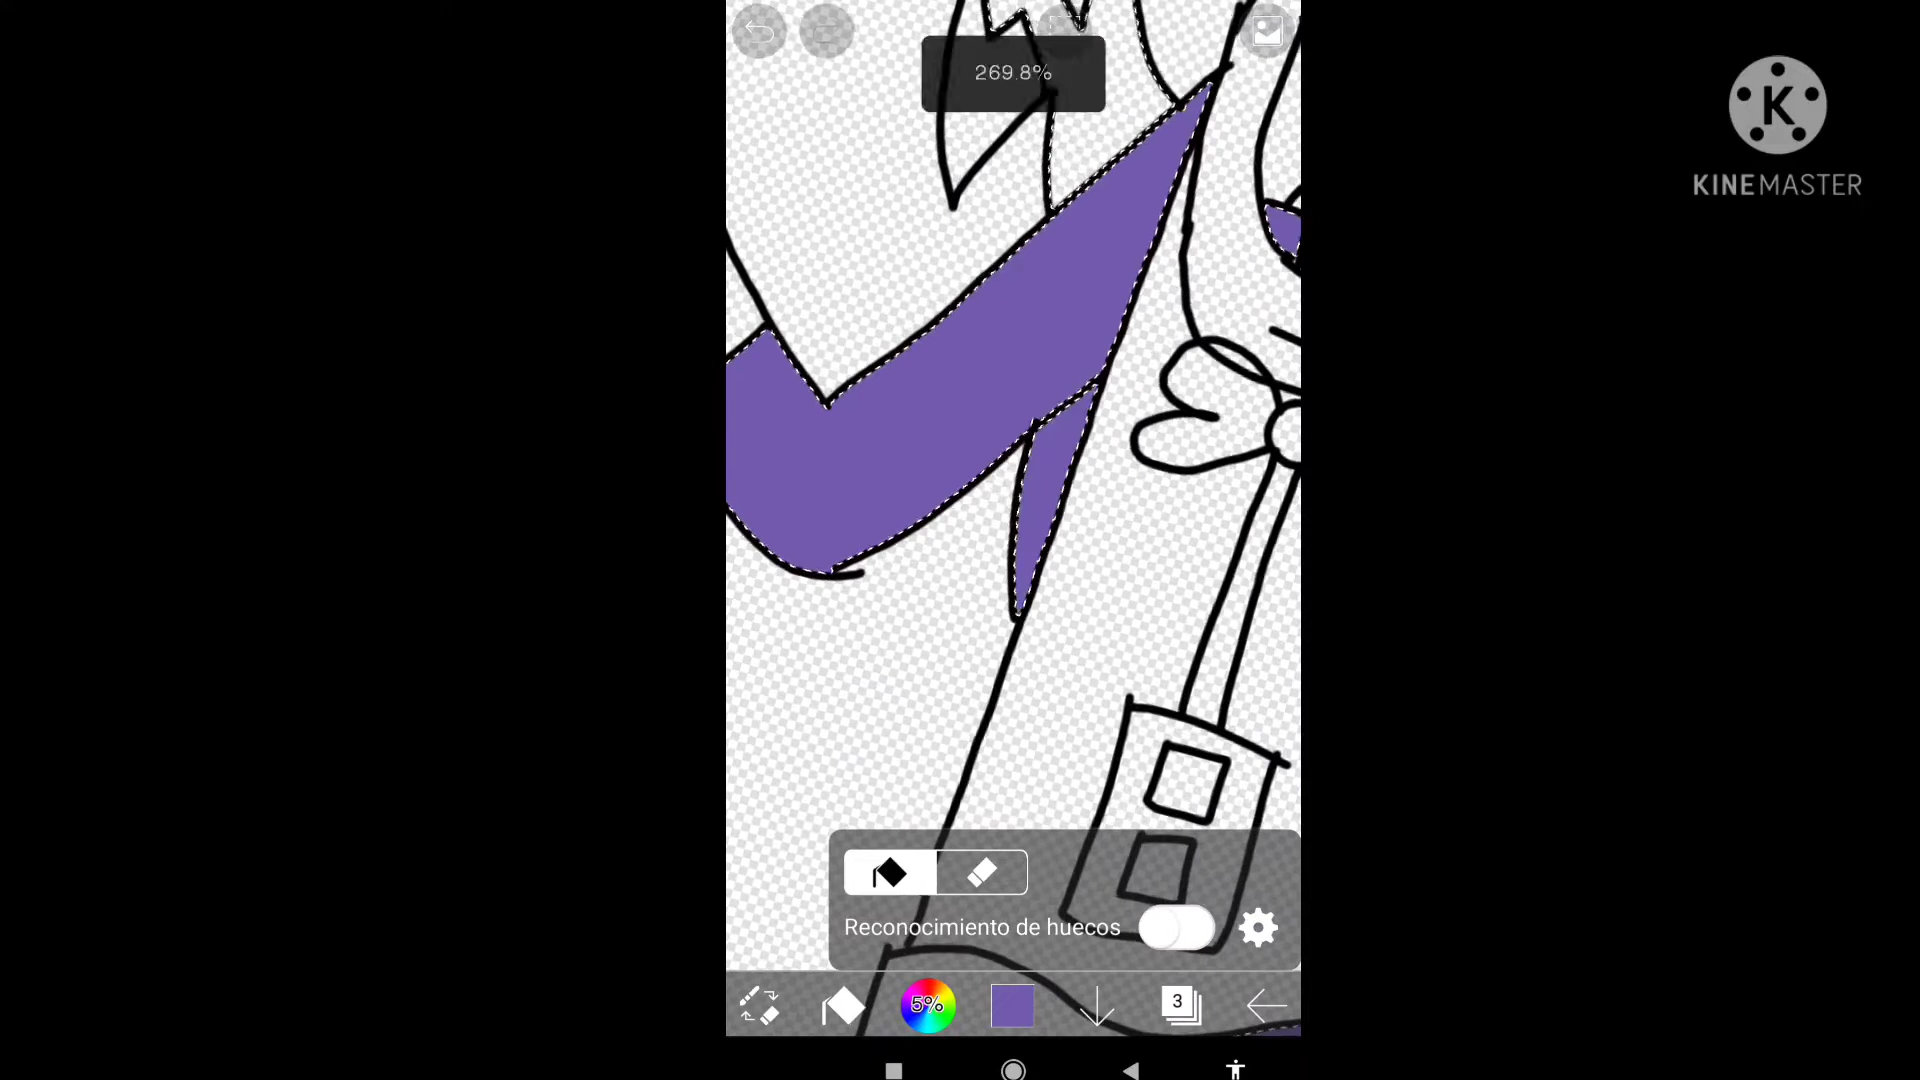 269.8%
K
KINEMASTER
Reconocimiento de huecos
5%
3